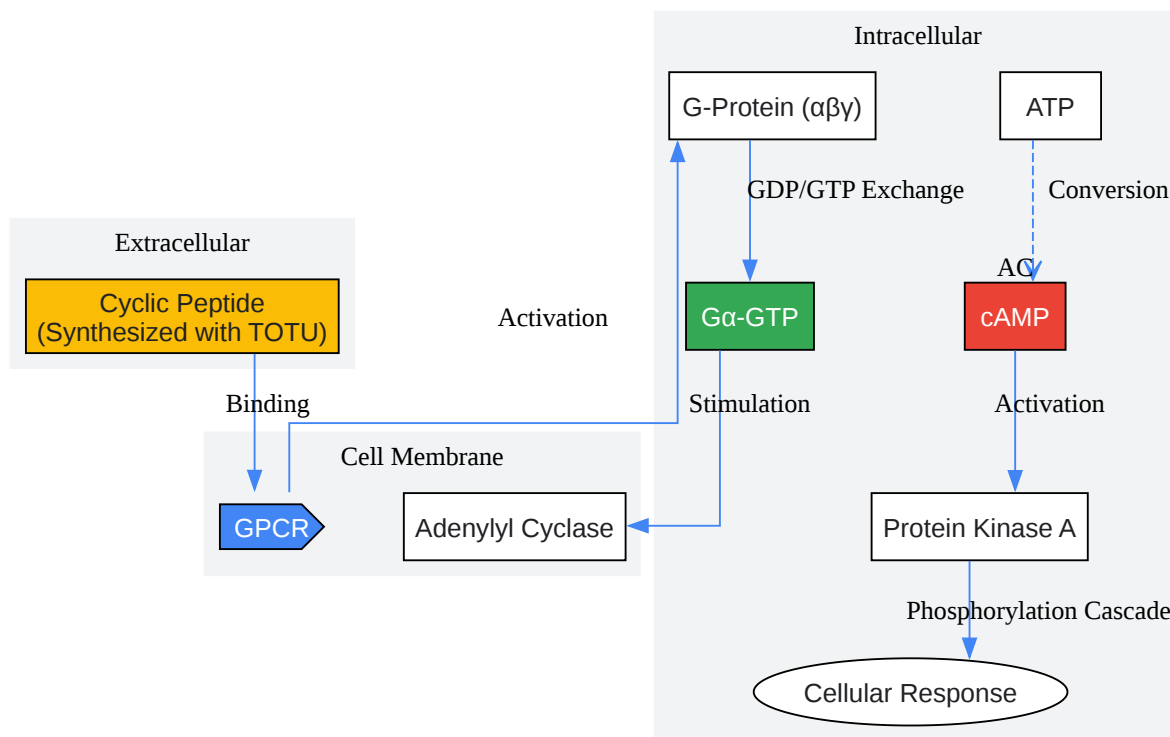 Intracellular
G-Protein (αβγ)
ATP
GDP/GTP Exchange
Conversion
Extracellular
Cyclic Peptide
(Synthesized with TOTU)
Activation
AC
Gα-GTP
cAMP
Binding
Stimulation
Activation
Cell Membrane
GPCR
Adenylyl Cyclase
Protein Kinase A
Phosphorylation Cascade
Cellular Response